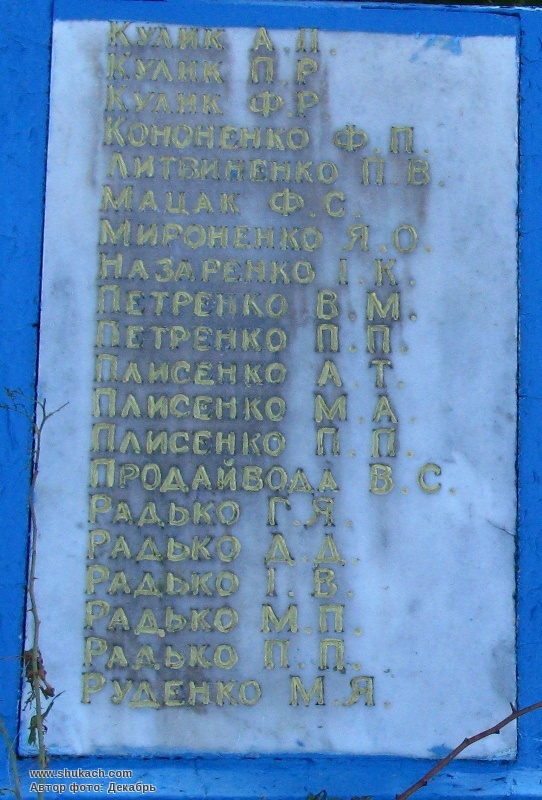 Кулик А.П.
Кулик П.Р
Кулик Ф.Р
Кононенко Ф.П.
Литвиненко П.В.
Мацак Ф.С.
Мироненко Я.О.
Назаренко І.К.
Петренко В.М.
Петренко П.П.
Плисенко А.Т.
Плисенко М.А.
Плисенко П.П.
Продайвода В.С.
Радько Г.Я.
Радько Д.Д.
Радько І.В.
Радько М.П.
Радько П.П.
Руденко М.Я.
www.shukach.com
Автор фото: Декабрь